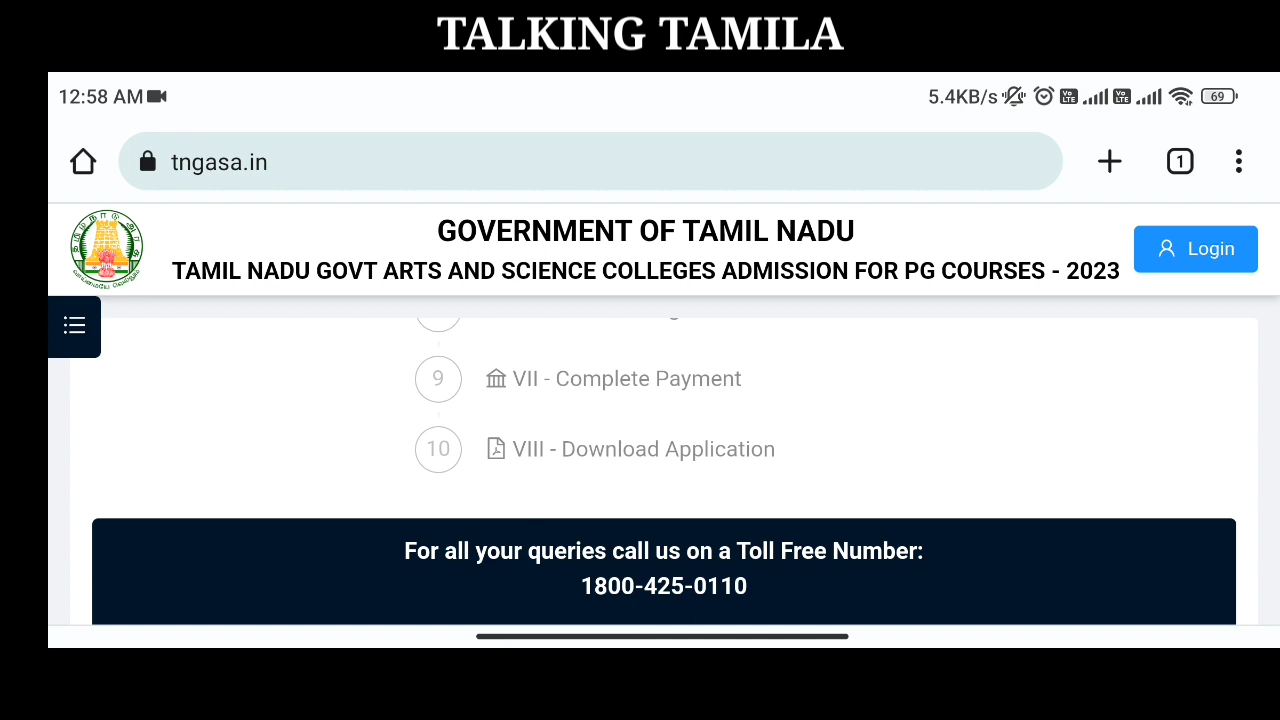 TALKING TAMILA
12:58 AM
5.4KB/s
69
tngasa.in
1
GOVERNMENT OF TAMIL NADU
TAMIL NADU GOVT ARTS AND SCIENCE COLLEGES ADMISSION FOR PG COURSES - 2023
Login
9 VII - Complete Payment
10 VIII - Download Application
For all your queries call us on a Toll Free Number:
1800-425-0110